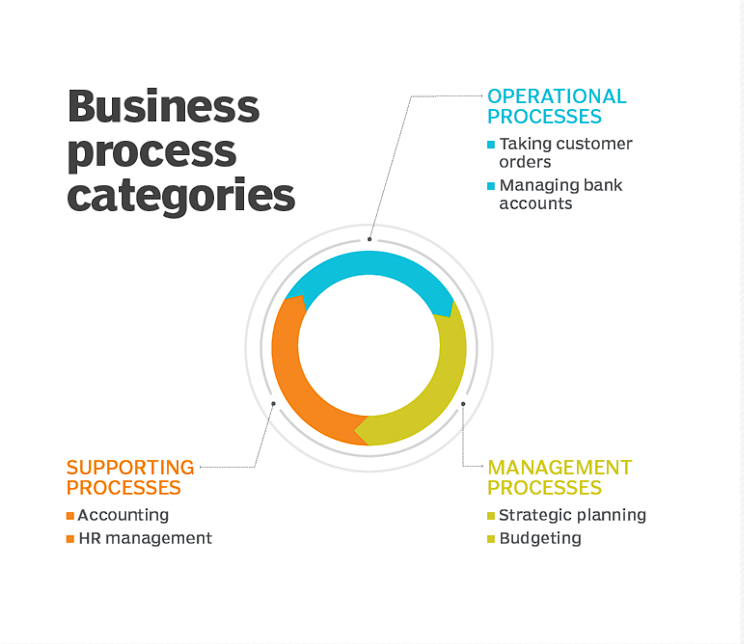 Business
process
categories
OPERATIONAL
PROCESSES
Taking customer
orders
Managing bank
accounts
SUPPORTING
PROCESSES
Accounting
HR management
MANAGEMENT
PROCESSES
Strategic planning
Budgeting